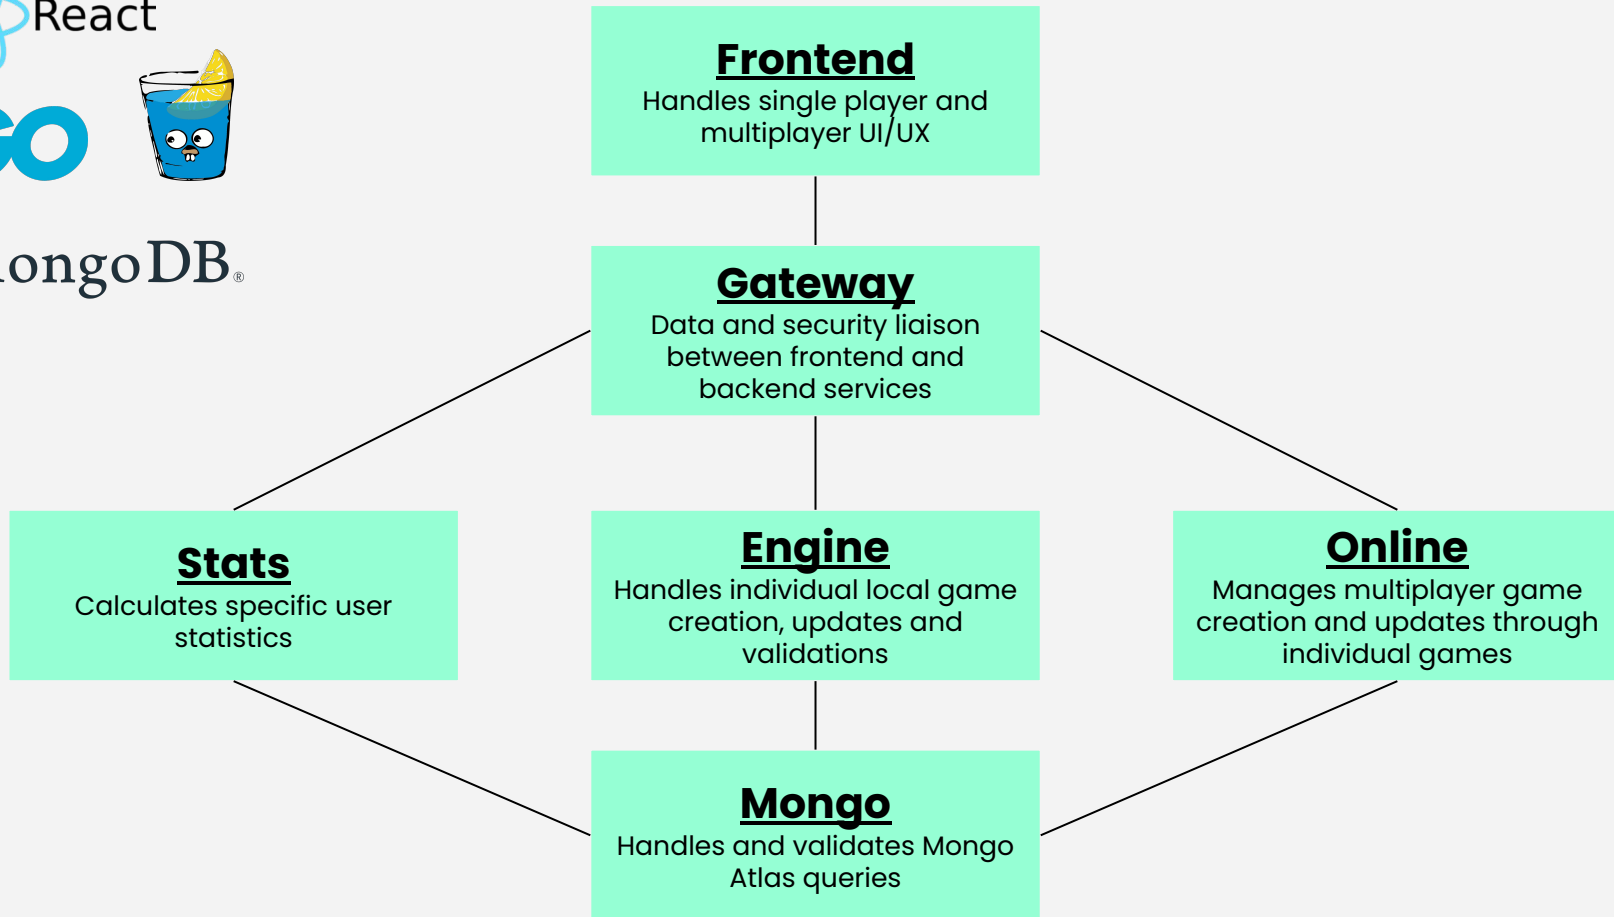 React
GO
ongoDB®
Frontend
Handles single player and
multiplayer UI/UX
Gateway
Data and security liaison
between frontend and
backend services
Stats
Calculates specific user
statistics
Engine
Handles individual local game
creation, updates and
validations
Online
Manages multiplayer game
creation and updates through
individual games
Mongo
Handles and validates Mongo
Atlas queries